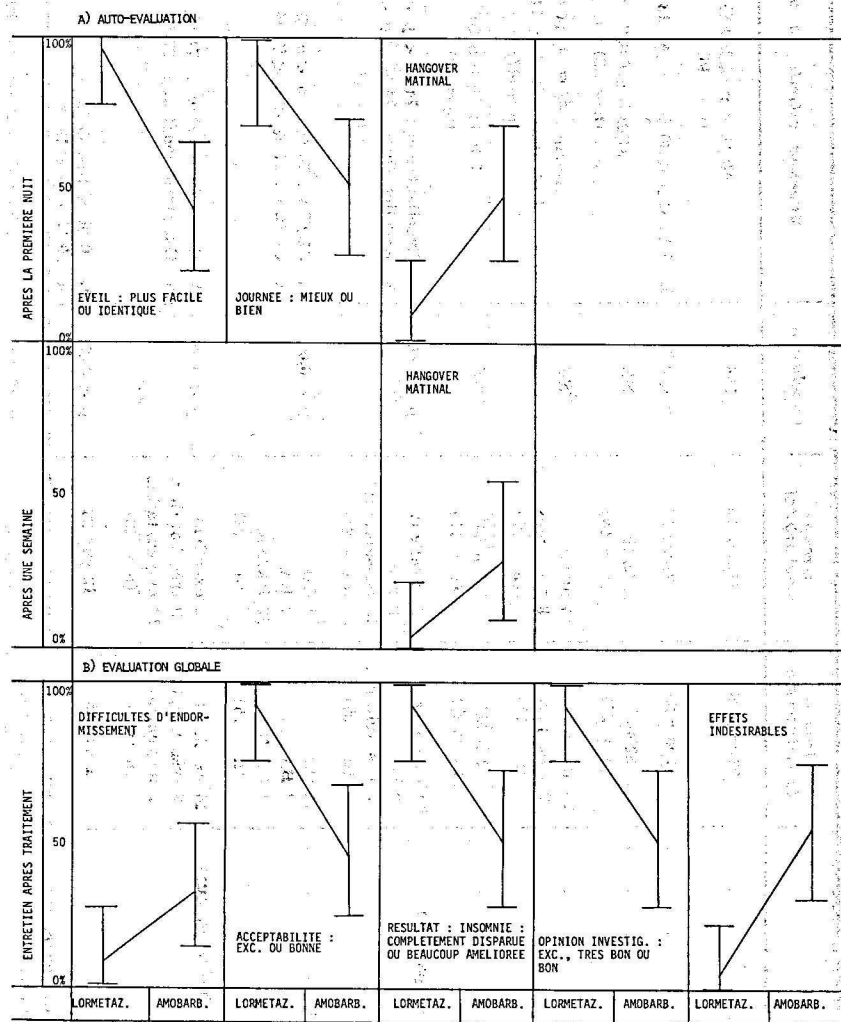 A) AUTO-EVALUATION
APRES LA PREMIERE NUIT
100%
50
0%
EVEIL : PLUS FACILE
OU IDENTIQUE
JOURNEE : MIEUX OU
BIEN
HANGOVER
MATINAL
APRES UNE SEMAINE
100%
50
0%
HANGOVER
MATINAL
B) EVALUATION GLOBALE
ENTRETIEN APRES TRAITEMENT
100%
50
0%
DIFFICULTES D'ENDOR-
MISSEMENT
ACCEPTABILITE :
EXC. OU BONNE
RESULTAT : INSOMNIE :
COMPLETEMENT DISPARUE
OU BEAUCOUP AMELIOREE
OPINION INVESTIG. :
EXC., TRES BON OU
BON
EFFETS
INDESIRABLES
LORMETAZ. AMOBARB. LORMETAZ. AMOBARB. LORMETAZ. AMOBARB. LORMETAZ. AMOBARB. LORMETAZ. AMOBARB.